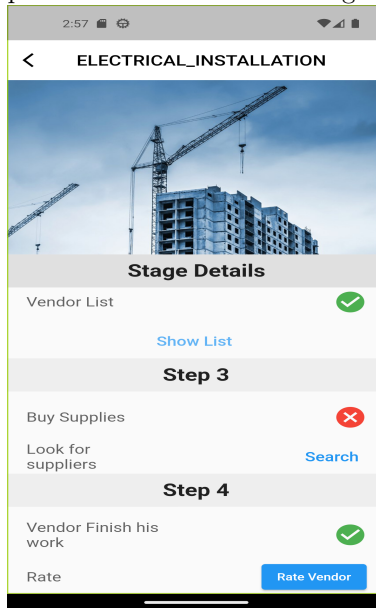 2:57
ELECTRICAL_INSTALLATION
Stage Details
Vendor List
Show List
Step 3
Buy Supplies
Look for
suppliers
Search
Step 4
Vendor Finish his
work
Rate
Rate Vendor